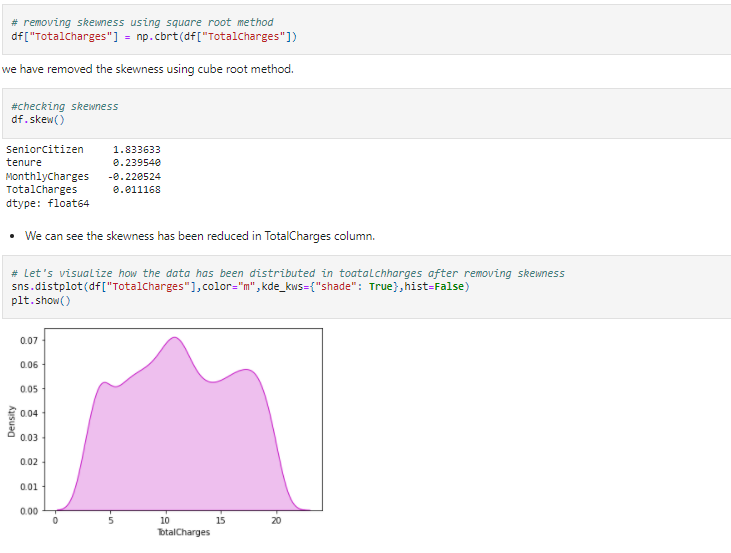 # removing skewness using square root method
df["TotalCharges"] = np.cbrt(df["TotalCharges"])
we have removed the skewness using cube root method.
#checking skewness
df.skew()
SeniorCitizen 1.833633
tenure 0.239540
MonthlyCharges -0.220524
TotalCharges 0.011168
dtype: float64
• We can see the skewness has been reduced in TotalCharges column.
# let's visualize how the data has been distributed in toatalchharges after removing skewness
sns.distplot(df["TotalCharges"],color="m",kde_kws={"shade": True},hist=False)
plt.show()
0.07
0.06
0.05
0.04
0.03
0.02
0.01
0.00
Density
0 5 10 15 20
TotalCharges